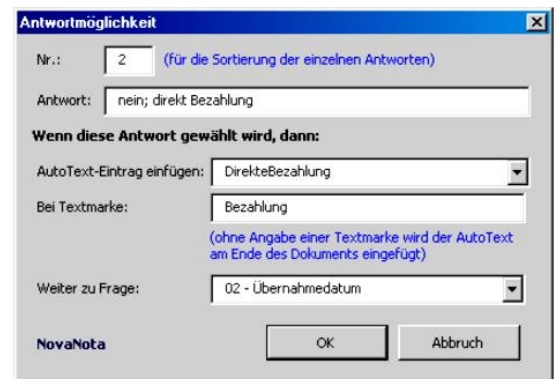 Antwortmöglichkeit
Nr.: 2 (für die Sortierung der einzelnen Antworten)
Antwort: nein; direkt Bezahlung
Wenn diese Antwort gewählt wird, dann:
AutoText-Eintrag einfügen: DirekteBezahlung
Bei Textmarke: Bezahlung
(ohne Angabe einer Textmarke wird der AutoText
am Ende des Dokuments eingefügt)
Weiter zu Frage: 02 - Übernahmedatum
NovaNota OK Abbruch